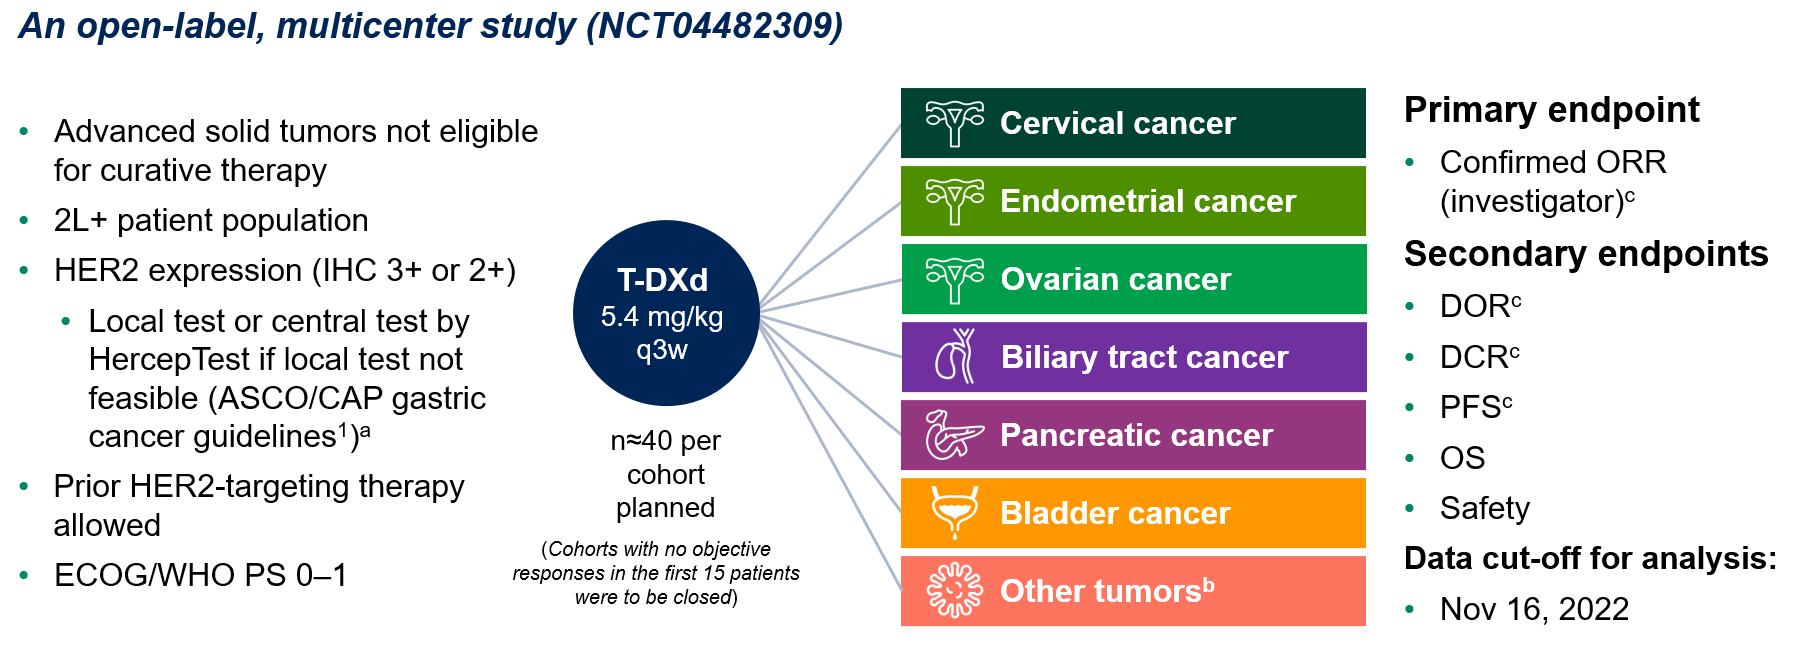 An open-label, multicenter study (NCT04482309)
• Advanced solid tumors not eligible
for curative therapy
• 2L+ patient population
• HER2 expression (IHC 3+ or 2+)
• Local test or central test by
HercepTest if local test not
feasible (ASCO/CAP gastric
cancer guidelines¹)ᵃ
• Prior HER2-targeting therapy
allowed
• ECOG/WHO PS 0–1
T-DXd
5.4 mg/kg
q3w
n≈40 per
cohort
planned
(Cohorts with no objective
responses in the first 15 patients
were to be closed)
Cervical cancer
Endometrial cancer
Ovarian cancer
Biliary tract cancer
Pancreatic cancer
Bladder cancer
Other tumorsᵇ
Primary endpoint
• Confirmed ORR
(investigator)ᶜ
Secondary endpoints
• DORᶜ
• DCRᶜ
• PFSᶜ
• OS
• Safety
Data cut-off for analysis:
• Nov 16, 2022